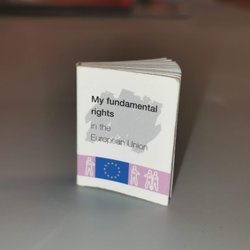 My fundamental
rights
in the
European Union